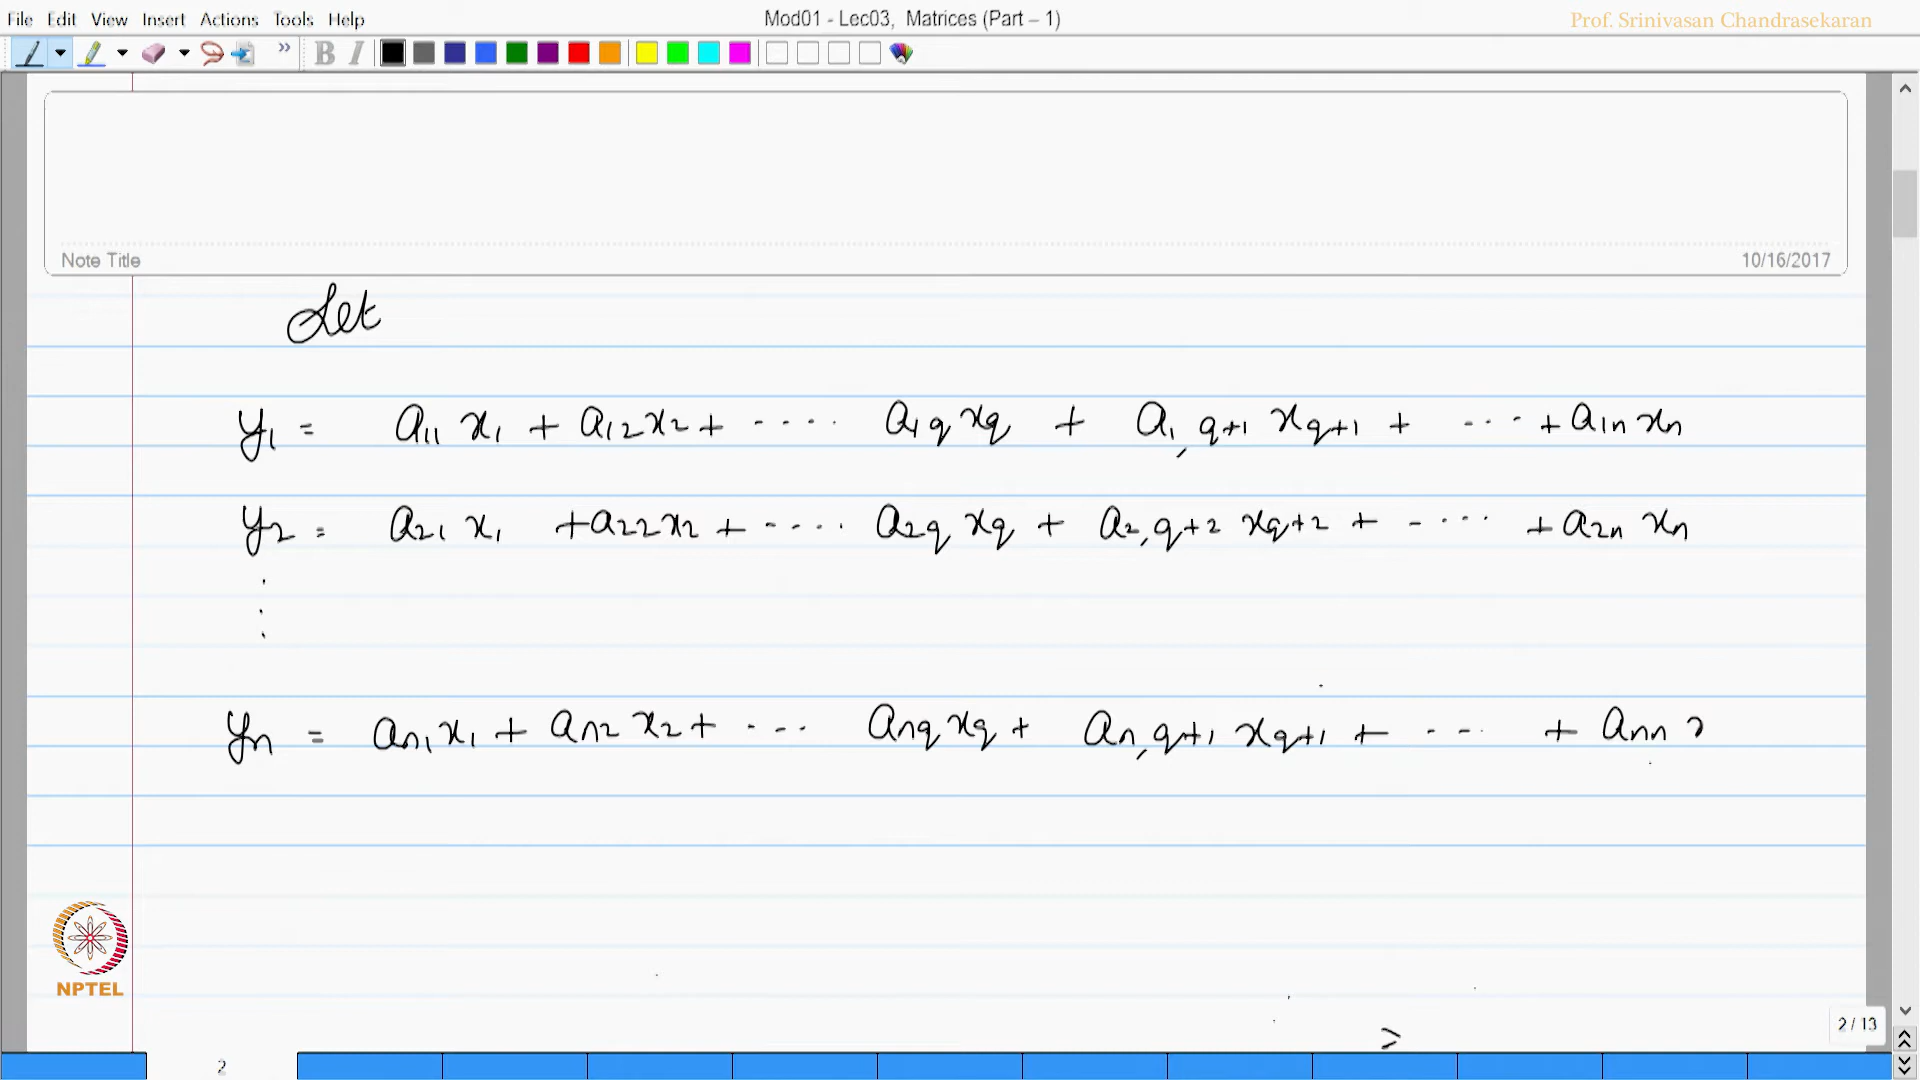 File Edit View Insert Actions Tools Help
Mod01 - Lec03, Matrices (Part – 1)
Prof. Srinivasan Chandrasekaran
B I
Note Title
10/16/2017
Let
y₁ = a₁₁ x₁ + a₁₂ x₂ + ---- a₁q xq + a₁,q+1 xq+1 + --- + a₁n xn
y₂ = a₂₁ x₁ + a₂₂ x₂ + ---- a₂q xq + a₂,q+2 xq+2 + ---- + a₂n xn
⋮
yn = an₁ x₁ + an₂ x₂ + --- anq xq + an,q+1 xq+1 + --- + ann
NPTEL
>
2 / 13
2